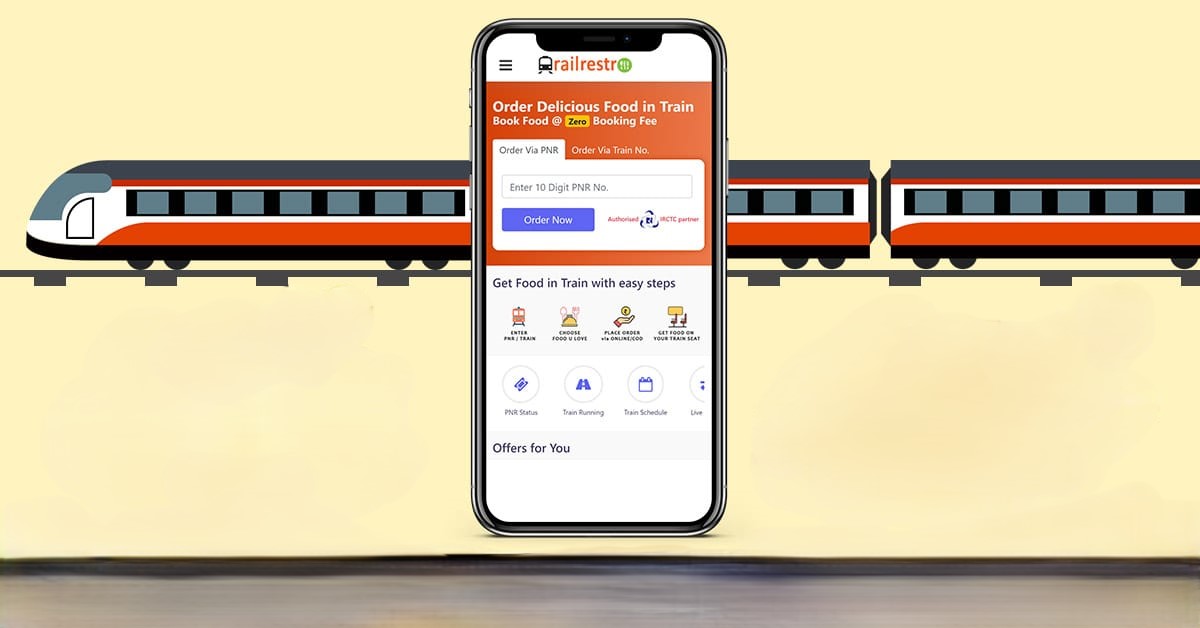 railrestro
Order Delicious Food in Train
Book Food @ Zero Booking Fee
Order Via PNR
Order Via Train No.
Enter 10 Digit PNR No.
Order Now
Authorised IRCTC partner
Get Food in Train with easy steps
ENTER
PNR / TRAIN
CHOOSE
FOOD U LOVE
PLACE ORDER
via ONLINE/COD
GET FOOD ON
YOUR TRAIN SEAT
PNR Status
Train Running
Train Schedule
Live
Offers for You